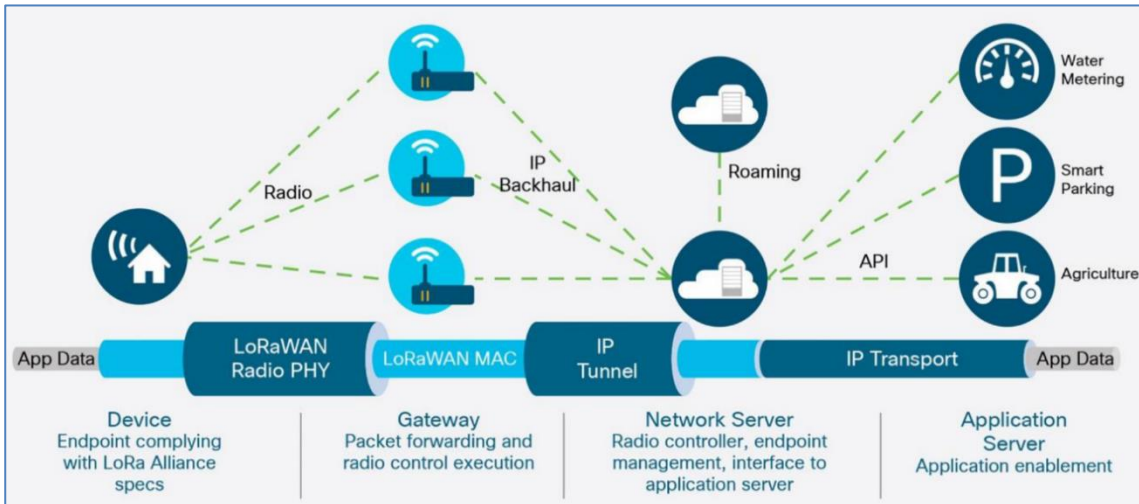 Water
Metering
IP
Backhaul
Radio
Roaming
P
Smart
Parking
API
Agriculture
App Data
LoRaWAN
Radio PHY
LoRaWAN MAC
IP
Tunnel
IP Transport
App Data
Device
Endpoint complying
with LoRa Alliance
specs
Gateway
Packet forwarding and
radio control execution
Network Server
Radio controller, endpoint
management, interface to
application server
Application
Server
Application enablement